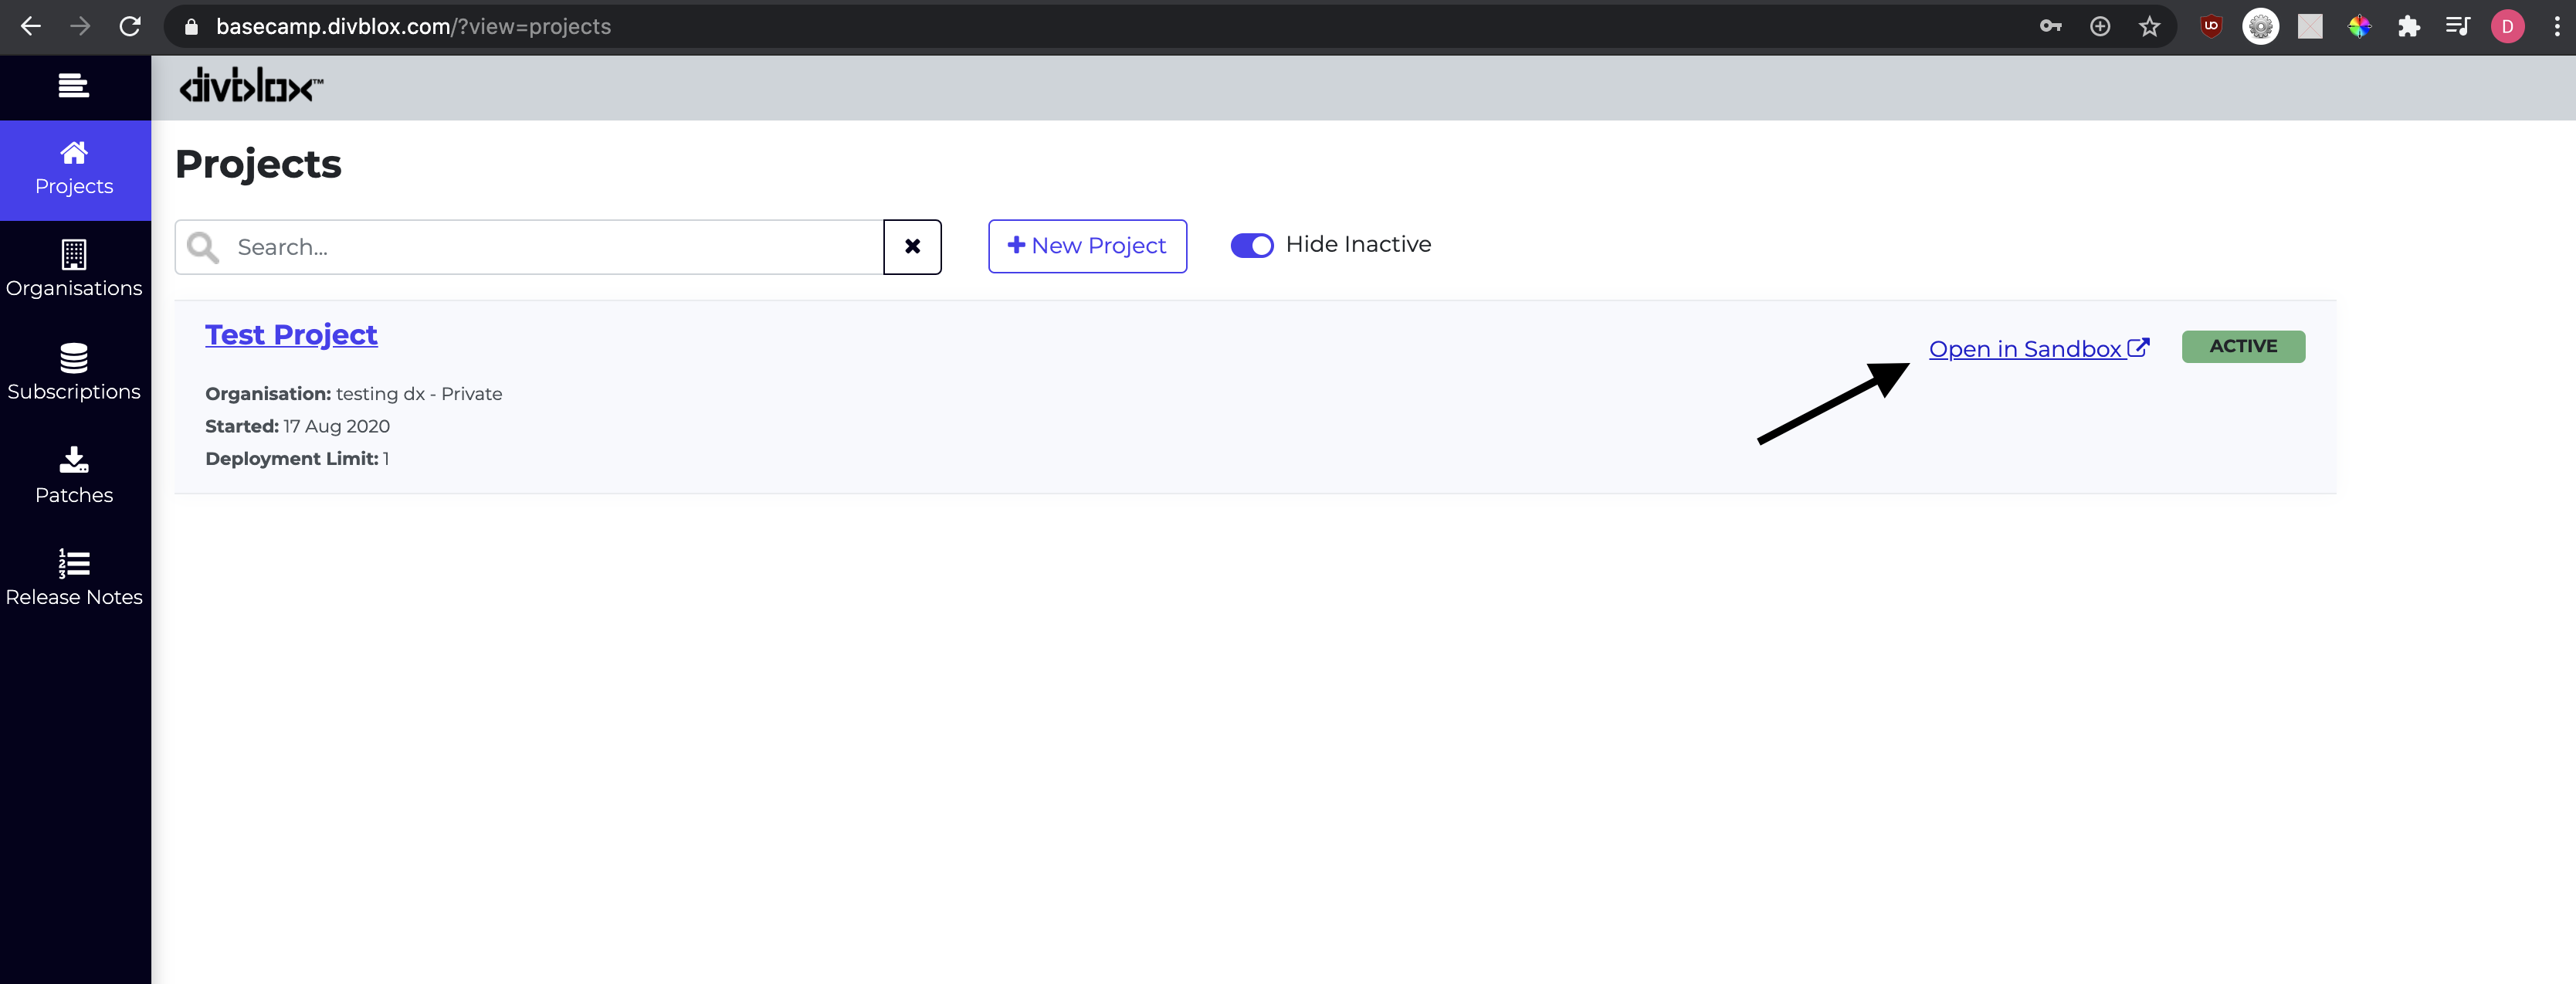 basecamp.divblox.com/?view=projects
D
divblox™
Projects
Organisations
Subscriptions
Patches
Release Notes
Projects
Search...
+ New Project
Hide Inactive
Test Project
Open in Sandbox
ACTIVE
Organisation: testing dx - Private
Started: 17 Aug 2020
Deployment Limit: 1